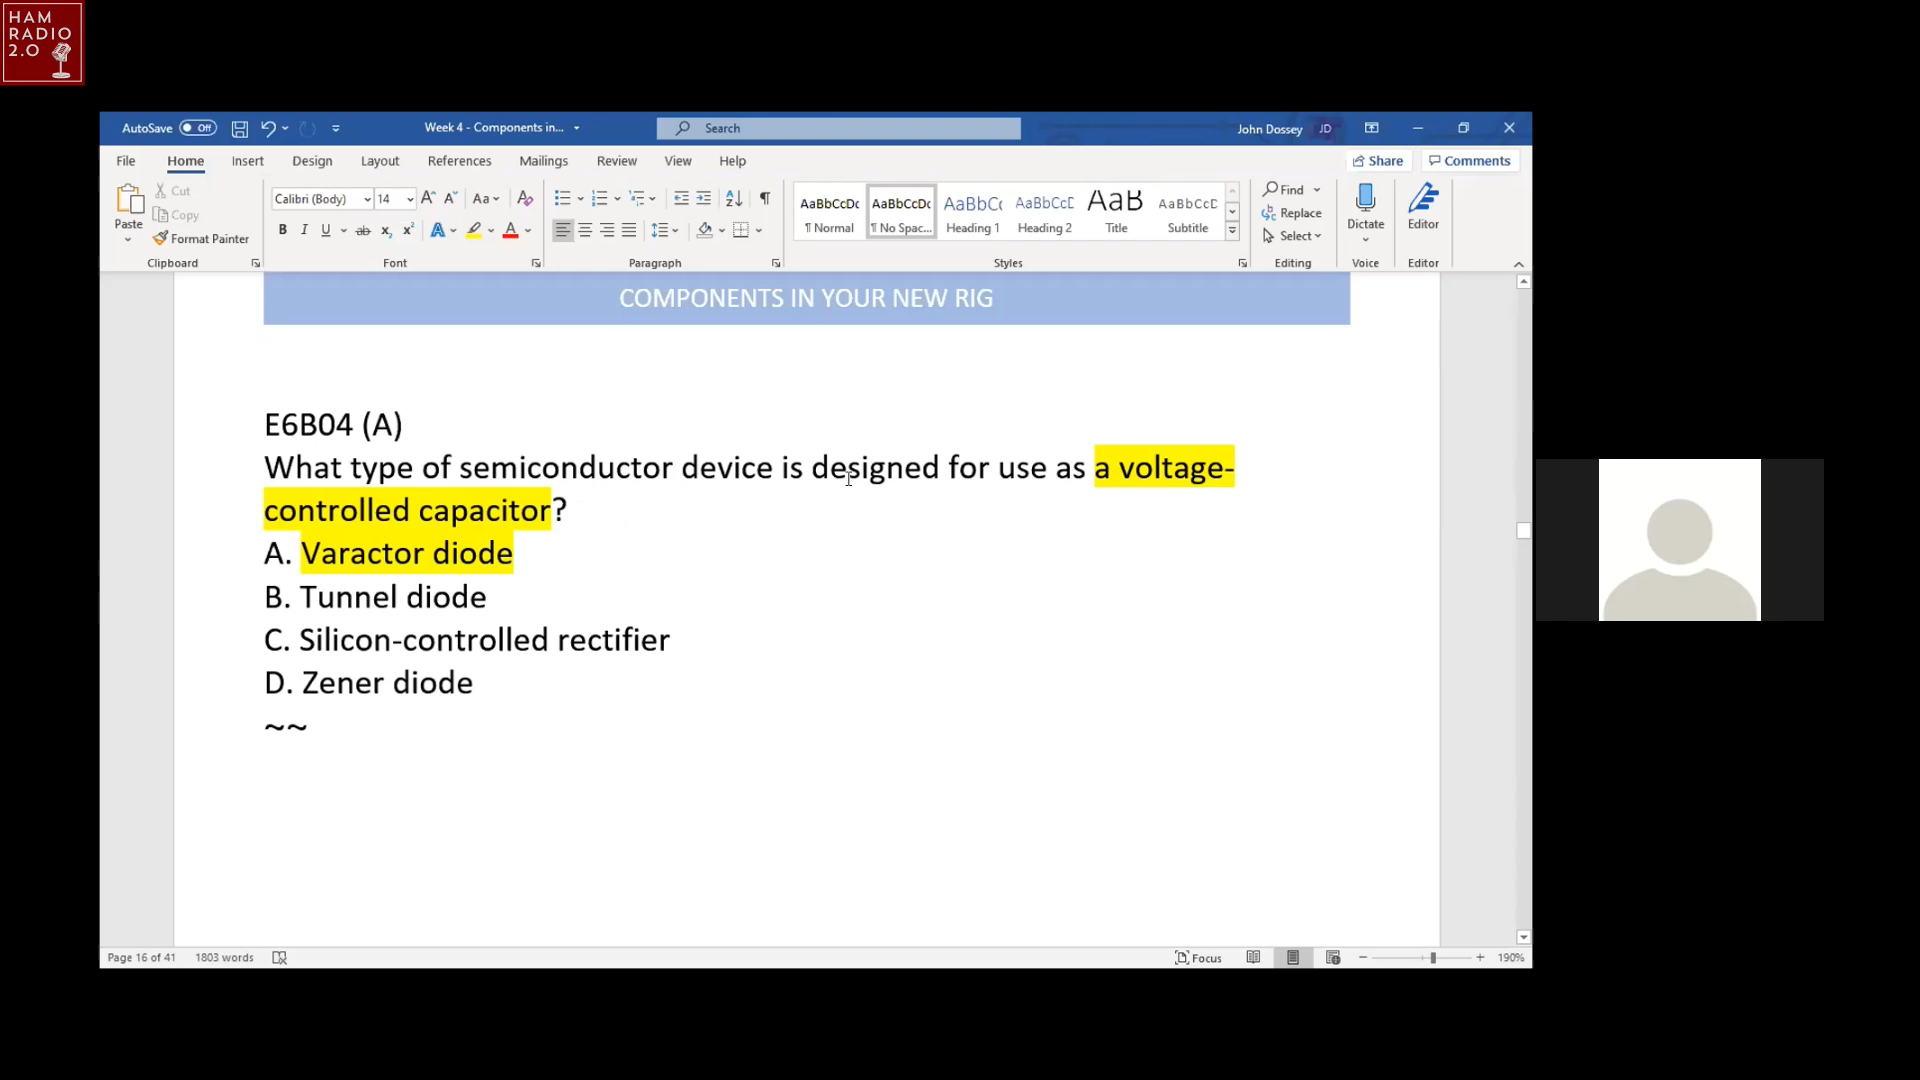 HAM
RADIO
2.0
AutoSave Off
Week 4 - Components in...
Search
John Dossey JD
File Home Insert Design Layout References Mailings Review View Help
Share Comments
Paste
Cut
Copy
Format Painter
Clipboard
Calibri (Body) 14
Font
Paragraph
AaBbCcDc AaBbCcDc AaBbCc AaBbCcD AaB AaBbCcD
¶ Normal ¶ No Spac... Heading 1 Heading 2 Title Subtitle
Styles
Find
Replace
Select
Editing
Dictate
Voice
Editor
Editor
COMPONENTS IN YOUR NEW RIG
E6B04 (A)
What type of semiconductor device is designed for use as a voltage-
controlled capacitor?
A. Varactor diode
B. Tunnel diode
C. Silicon-controlled rectifier
D. Zener diode
~~
Page 16 of 41 1803 words
Focus
190%